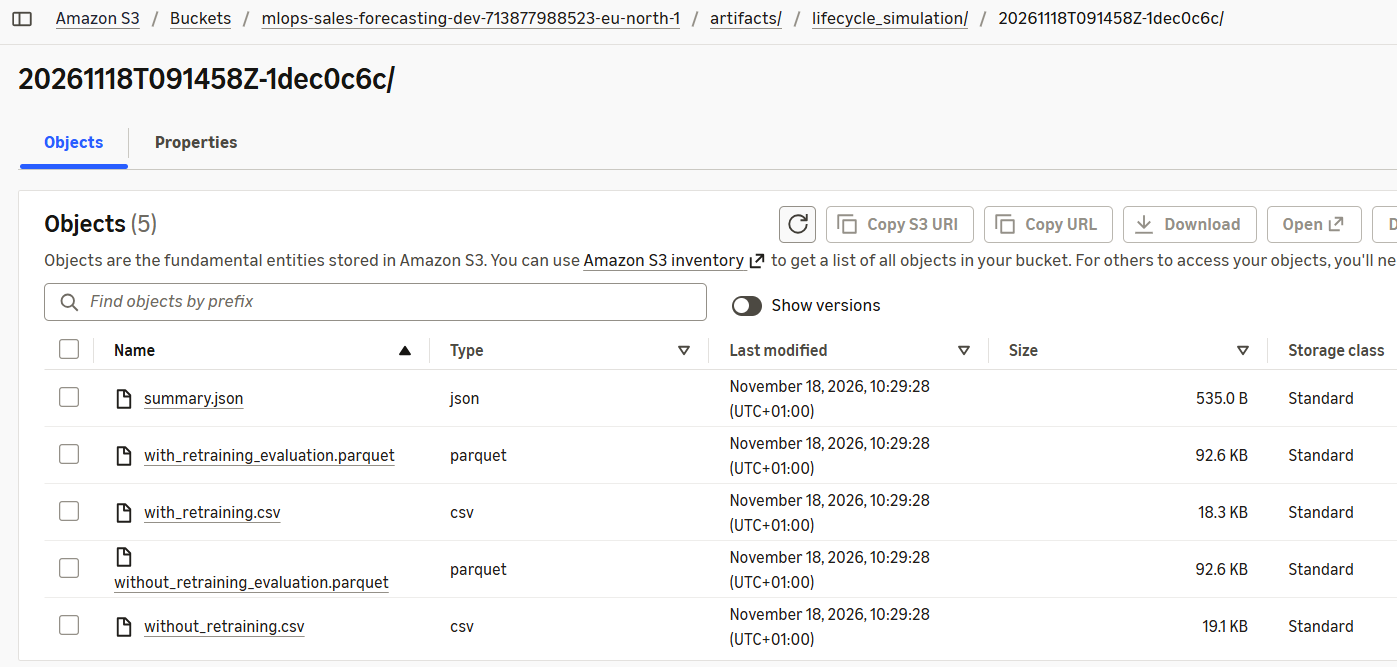 Amazon S3 / Buckets / mlops-sales-forecasting-dev-713877988523-eu-north-1 / artifacts/ / lifecycle_simulation/ / 20261118T091458Z-1dec0c6c/
20261118T091458Z-1dec0c6c/
Objects Properties
Objects (5) Copy S3 URI Copy URL Download Open
Objects are the fundamental entities stored in Amazon S3. You can use Amazon S3 inventory to get a list of all objects in your bucket. For others to access your objects, you'll
Find objects by prefix Show versions
Name Type Last modified Size Storage class
summary.json json November 18, 2026, 10:29:28 (UTC+01:00) 535.0 B Standard
with_retraining_evaluation.parquet parquet November 18, 2026, 10:29:28 (UTC+01:00) 92.6 KB Standard
with_retraining.csv csv November 18, 2026, 10:29:28 (UTC+01:00) 18.3 KB Standard
without_retraining_evaluation.parquet parquet November 18, 2026, 10:29:28 (UTC+01:00) 92.6 KB Standard
without_retraining.csv csv November 18, 2026, 10:29:28 (UTC+01:00) 19.1 KB Standard